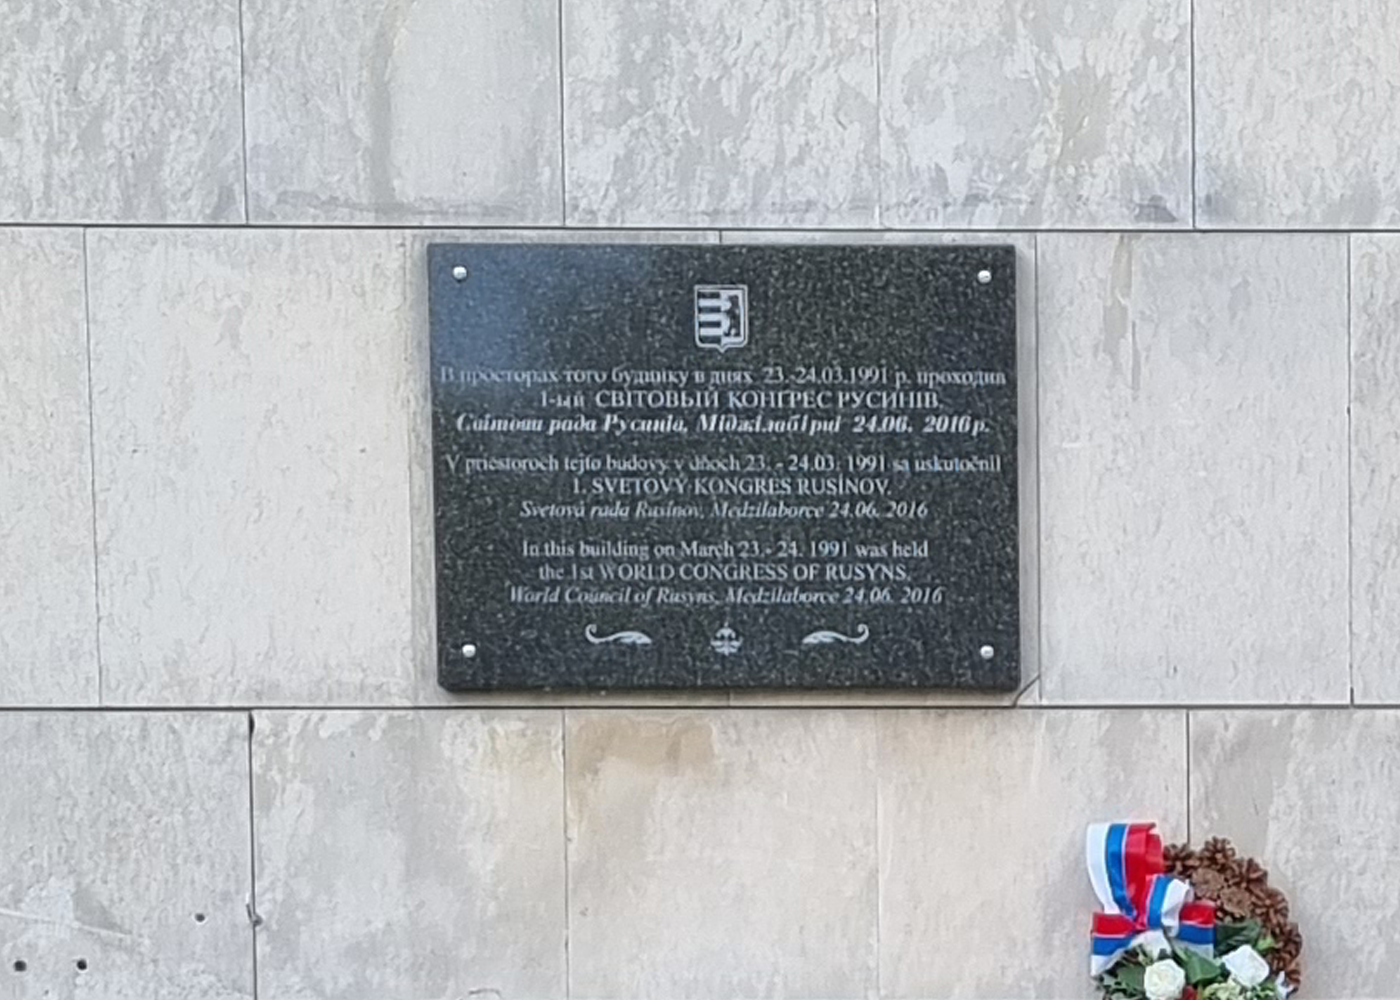 В просторах того будинку в днях 23.-24.03.1991 р. проходив
1-ый СВІТОВЫЙ КОНҐРЕС РУСИНІВ.
Світова рада Русинів, Міджілабірці 24.06. 2016 р.
V priestoroch tejto budovy v dňoch 23. - 24.03. 1991 sa uskutočnil
1. SVETOVÝ KONGRES RUSÍNOV.
Svetová rada Rusínov, Medzilaborce 24.06. 2016
In this building on March 23.- 24. 1991 was held
the 1st WORLD CONGRESS OF RUSYNS.
World Council of Rusyns, Medzilaborce 24.06. 2016